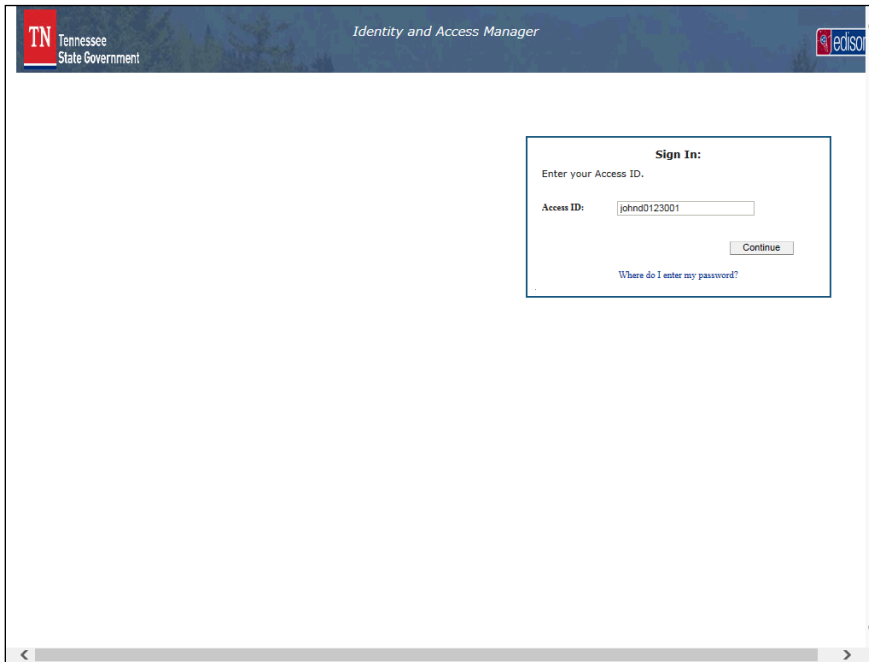 TN Tennessee
State Government
Identity and Access Manager
edison
Sign In:
Enter your Access ID.
Access ID: johnd0123001
Continue
Where do I enter my password?
.